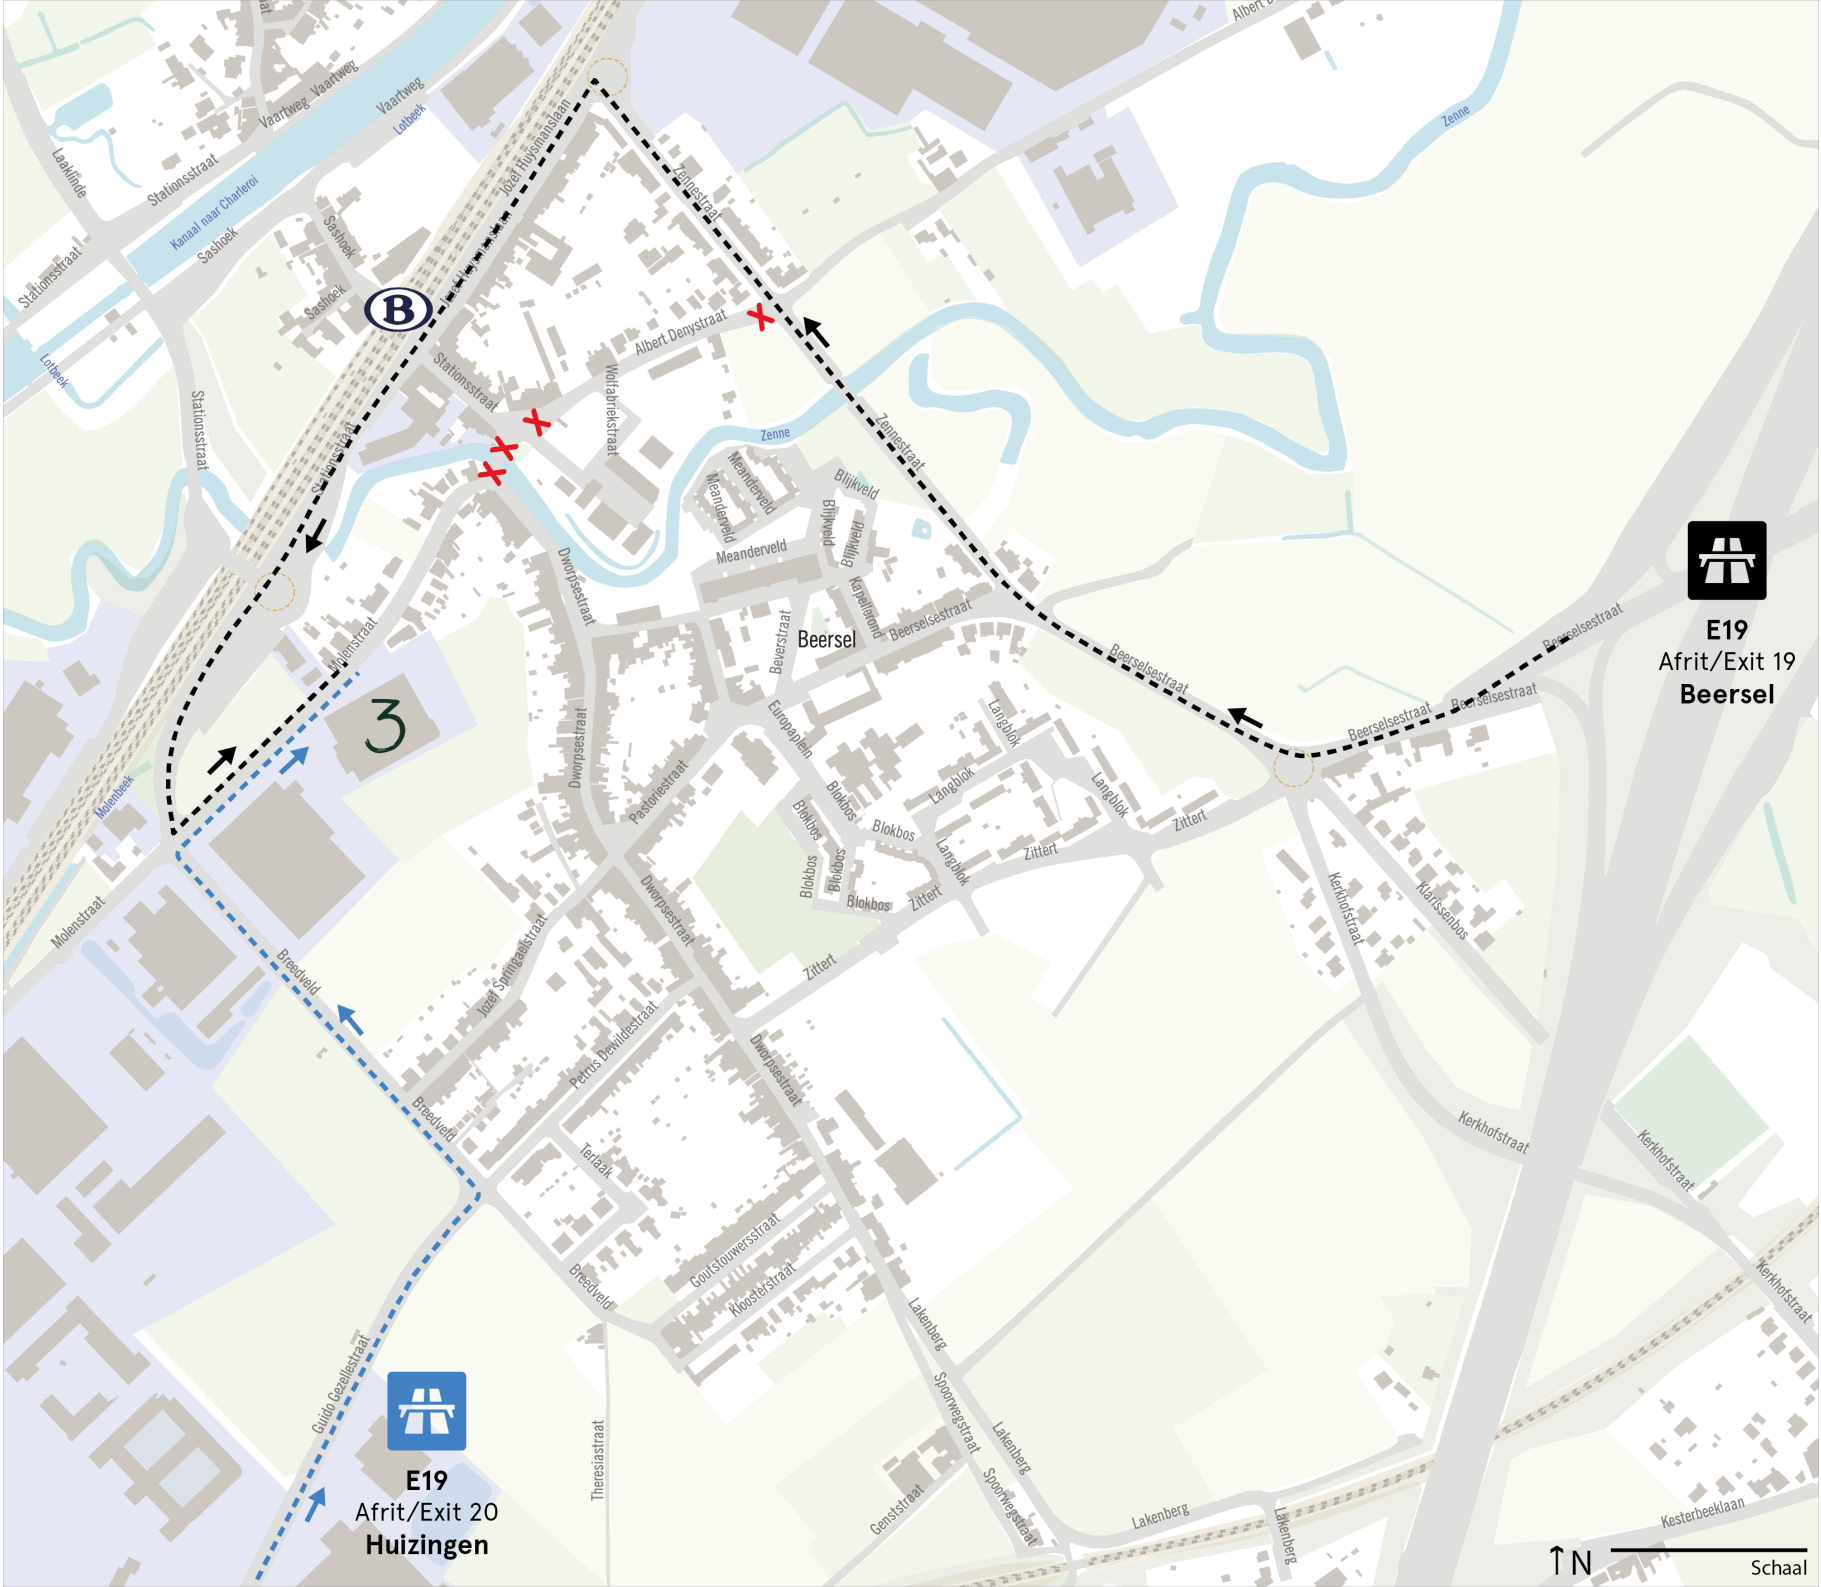 Vaartweg
Vaartweg
Vaartweg
Lotbeek
Laaklinde
Stationsstraat
Kanaal naar Charleroi
Sashoek
Sashoek
Sashoek
Stationsstraat
Lotbeek
Stationsstraat
Jozef Huysmanslaan
Jozef Huysmanslaan
Zennestraat
Zenne
B
Stationsstraat
Albert Denystraat
Wolfabriekstraat
Stationsstraat
Zenne
Zennestraat
Meanderveld
Meanderveld
Meanderveld
Blijkveld
Blijkveld
Blijkveld
Kapellerond
Beerselsestraat
Beverstraat
Beersel
Dworpsestraat
Molenstraat
3
Molenbeek
Molenstraat
Dworpsestraat
Pastoriestraat
Europaplein
Blokbos
Blokbos
Blokbos
Blokbos
Blokbos
Blokbos
Langblok
Langblok
Langblok
Langblok
Zittert
Zittert
Zittert
Zittert
Beerselsestraat
Beerselsestraat
Beerselsestraat
Beerselsestraat
E19
Afrit/Exit 19
Beersel
Kerkhofstraat
Klarissenbos
Kerkhofstraat
Kerkhofstraat
Kerkhofstraat
Dworpsestraat
Jozef Springaelstraat
Breedveld
Breedveld
Petrus Dewildestraat
Dworpsestraat
Terlaak
Goutstouwersstraat
Kloosterstraat
Breedveld
Guido Gezellestraat
Theresiastraat
E19
Afrit/Exit 20
Huizingen
Lakenberg
Spoorwegstraat
Lakenberg
Spoorwegstraat
Genststraat
Lakenberg
Lakenberg
Kesterbeeklaan
↑N
Schaal